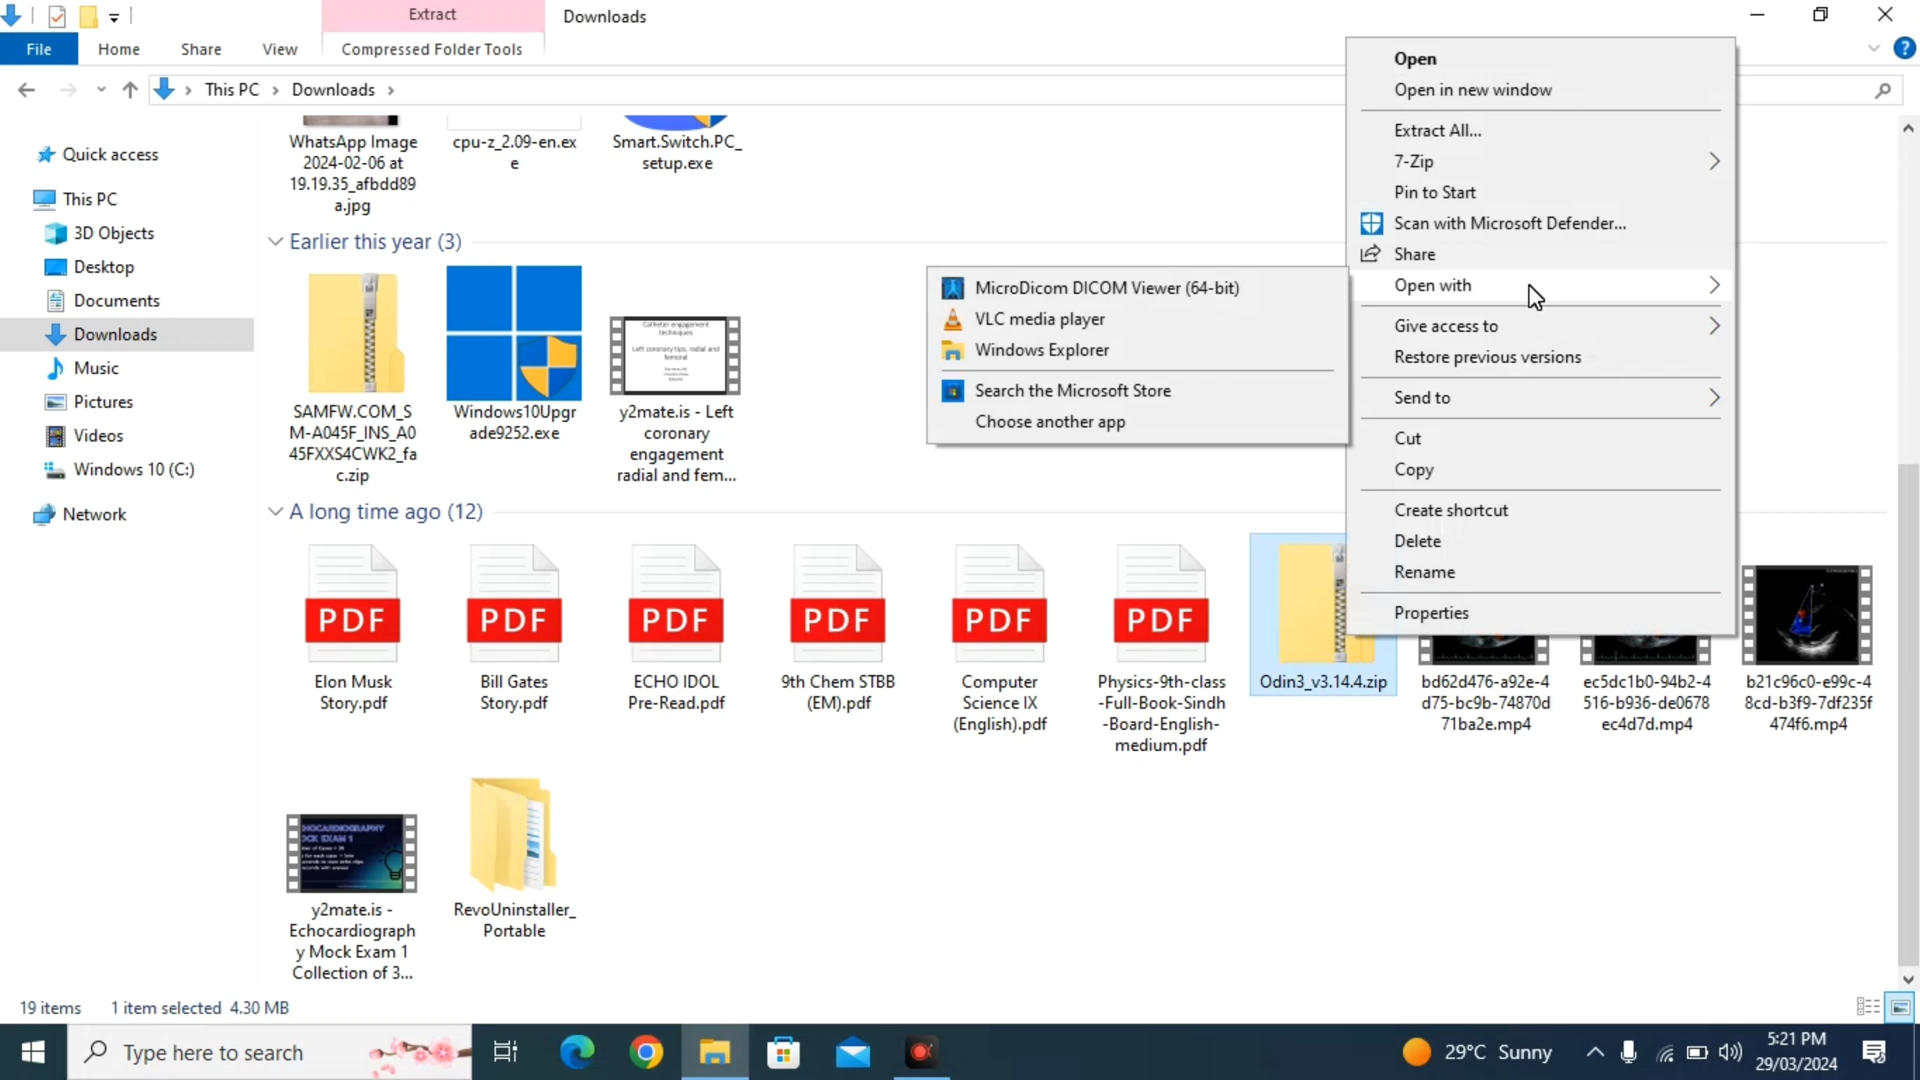 Extract
Downloads
File
Home
Share
View
Compressed Folder Tools
This PC
Downloads
Quick access
This PC
3D Objects
Desktop
Documents
Downloads
Music
Pictures
Videos
Windows 10 (C:)
Network
WhatsApp Image
2024-02-06 at
19.19.35_afbdd89
a.jpg
cpu-z_2.09-en.ex
e
Smart.Switch.PC_
setup.exe
Earlier this year (3)
SAMFW.COM_S
M-A045F_INS_A0
45FXXS4CWK2_fa
c.zip
Windows10Upgr
ade9252.exe
Catheter engagement
techniques
Left coronary tips, radial and
femoral
y2mate.is - Left
coronary
engagement
radial and fem...
A long time ago (12)
PDF
Elon Musk
Story.pdf
PDF
Bill Gates
Story.pdf
PDF
ECHO IDOL
Pre-Read.pdf
PDF
9th Chem STBB
(EM).pdf
PDF
Computer
Science IX
(English).pdf
PDF
Physics-9th-class
-Full-Book-Sindh
-Board-English-
medium.pdf
Odin3_v3.14.4.zip
bd62d476-a92e-4
d75-bc9b-74870d
71ba2e.mp4
ec5dc1b0-94b2-4
516-b936-de0678
ec4d7d.mp4
b21c96c0-e99c-4
8cd-b3f9-7df235f
474f6.mp4
y2mate.is -
Echocardiograph
y Mock Exam 1
Collection of 3...
RevoUninstaller_
Portable
Open
Open in new window
Extract All...
7-Zip
Pin to Start
Scan with Microsoft Defender...
Share
Open with
Give access to
Restore previous versions
Send to
Cut
Copy
Create shortcut
Delete
Rename
Properties
MicroDicom DICOM Viewer (64-bit)
VLC media player
Windows Explorer
Search the Microsoft Store
Choose another app
19 items
1 item selected 4.30 MB
Type here to search
29°C Sunny
5:21 PM
29/03/2024